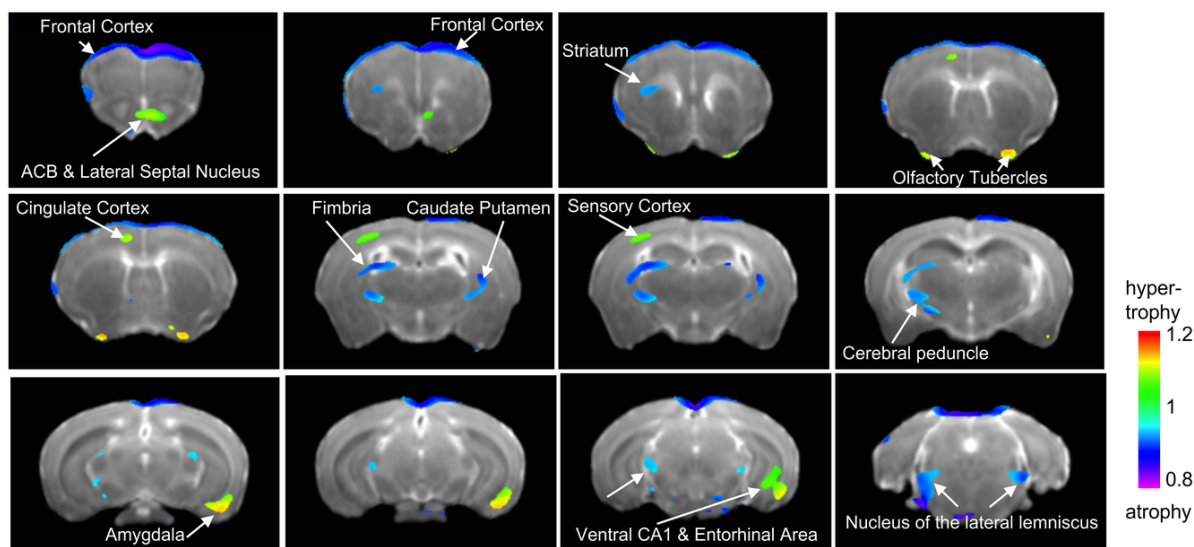 Frontal Cortex
ACB & Lateral Septal Nucleus
Frontal Cortex
Striatum
Olfactory Tubercles
Cingulate Cortex
Fimbria
Caudate Putamen
Sensory Cortex
Cerebral peduncle
Amygdala
Ventral CA1 & Entorhinal Area
Nucleus of the lateral lemniscus
hyper-
trophy
1.2
1
0.8
atrophy